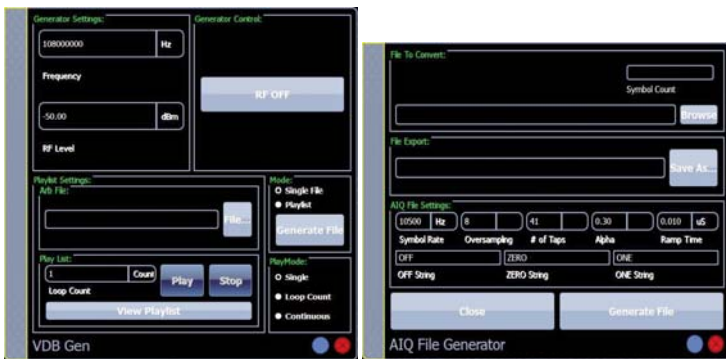 Generator Settings:
108000000 Hz
Frequency
-50.00 dBm
RF Level
Generator Control:
RF OFF
Playlist Settings:
Arb File:
File...
Play List:
1 Count
Loop Count
Play
Stop
View Playlist
Mode:
Single File
Playlist
Generate File
PlayMode:
Single
Loop Count
Continuous
VDB Gen
File To Convert:
Symbol Count
Browse
File Export:
Save As...
AIQ File Settings:
10500 Hz 8 41 0.30 0.010 uS
Symbol Rate Oversampling # of Taps Alpha Ramp Time
OFF ZERO ONE
OFF String ZERO String ONE String
Close Generate File
AIQ File Generator